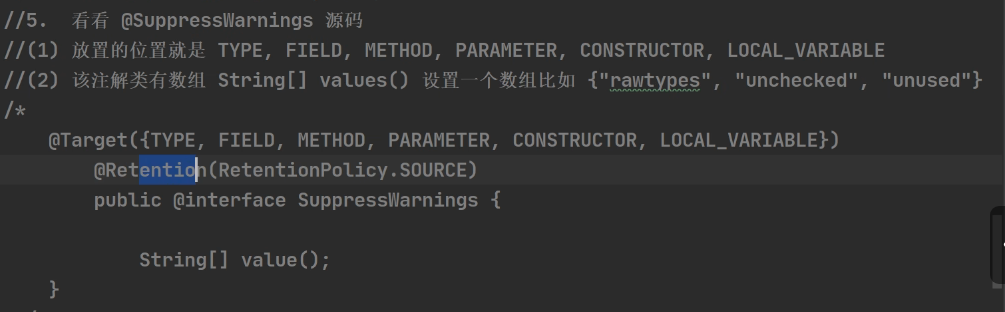 //5. 看看 @SuppressWarnings 源码
//(1) 放置的位置就是 TYPE, FIELD, METHOD, PARAMETER, CONSTRUCTOR, LOCAL_VARIABLE
//(2) 该注解类有数组 String[] values() 设置一个数组比如 {"rawtypes", "unchecked", "unused"}
/*
@Target({TYPE, FIELD, METHOD, PARAMETER, CONSTRUCTOR, LOCAL_VARIABLE})
@Retention(RetentionPolicy.SOURCE)
public @interface SuppressWarnings {
String[] value();
}